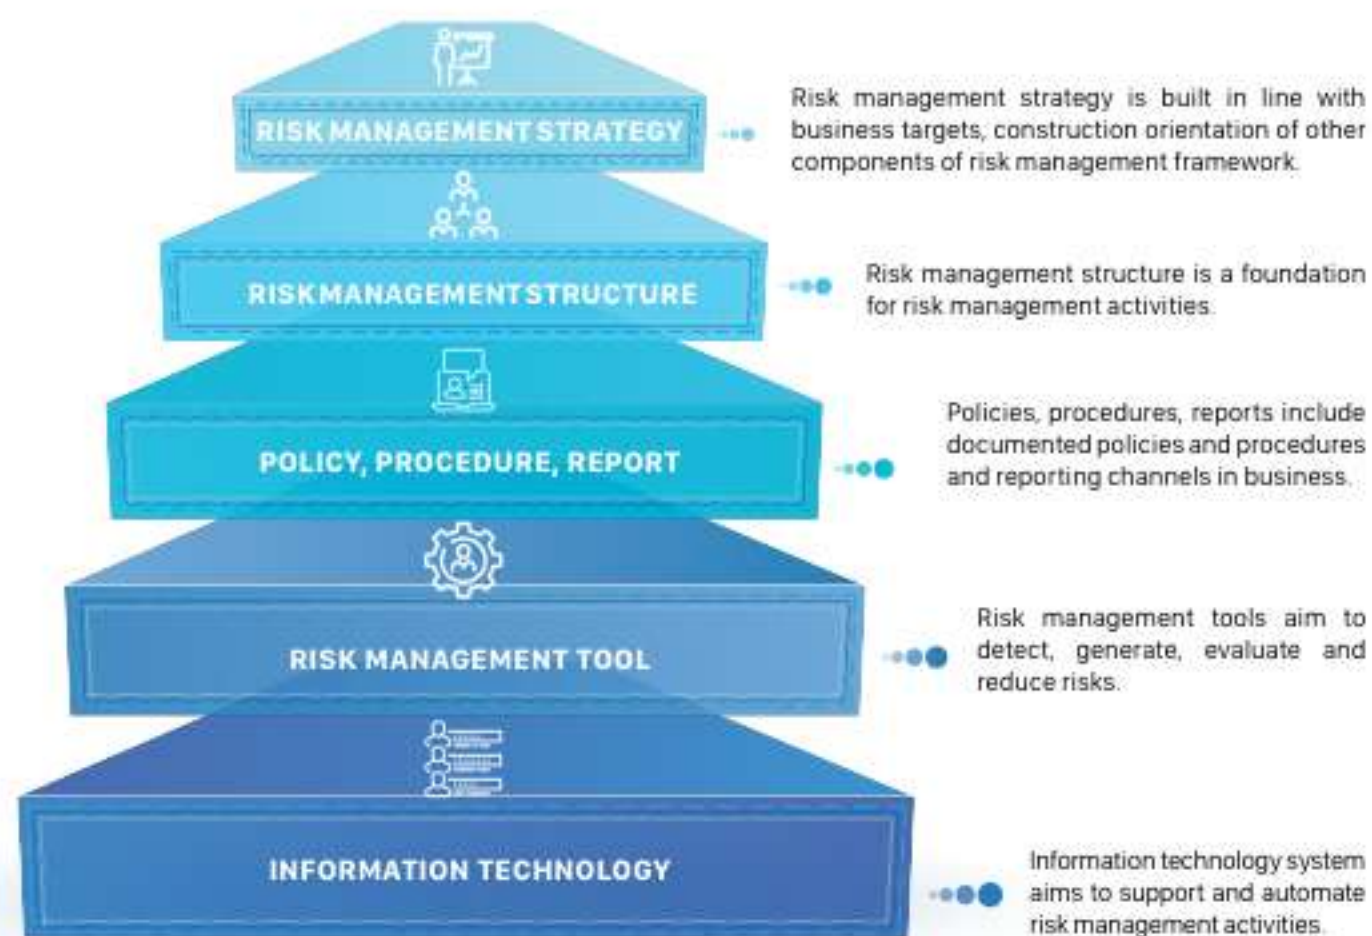 RISK MANAGEMENT STRATEGY
Risk management strategy is built in line with
business targets, construction orientation of other
components of risk management framework.
RISK MANAGEMENT STRUCTURE
Risk management structure is a foundation
for risk management activities.
POLICY, PROCEDURE, REPORT
Policies, procedures, reports include
documented policies and procedures
and reporting channels in business.
RISK MANAGEMENT TOOL
Risk management tools aim to
detect, generate, evaluate and
reduce risks.
INFORMATION TECHNOLOGY
Information technology system
aims to support and automate
risk management activities.